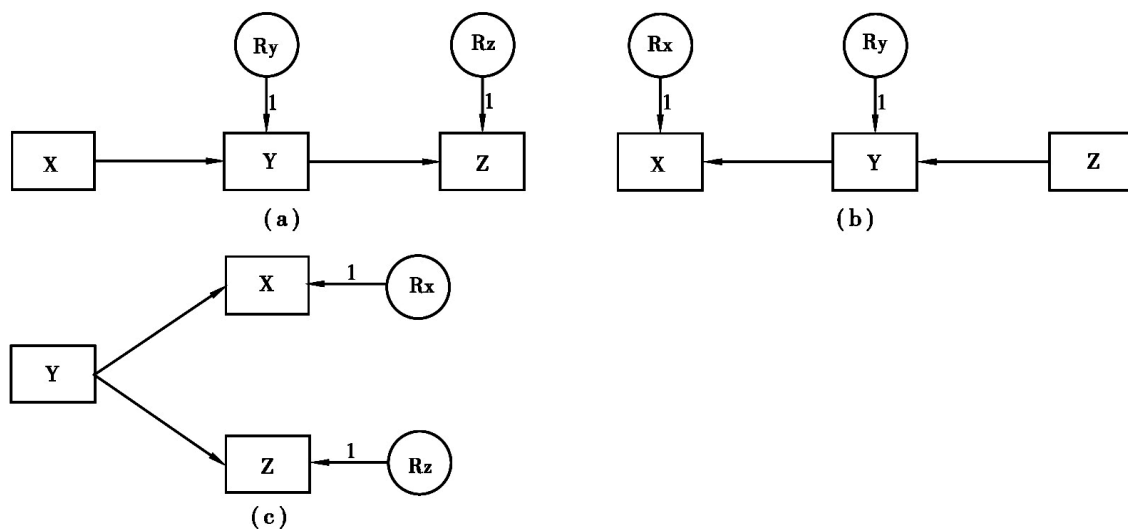 Ry Rz Rx Ry
1 1 1 1
X Y Z X Y Z
(a) (b)
X 1 Rx
Y
Z 1 Rz
(c)